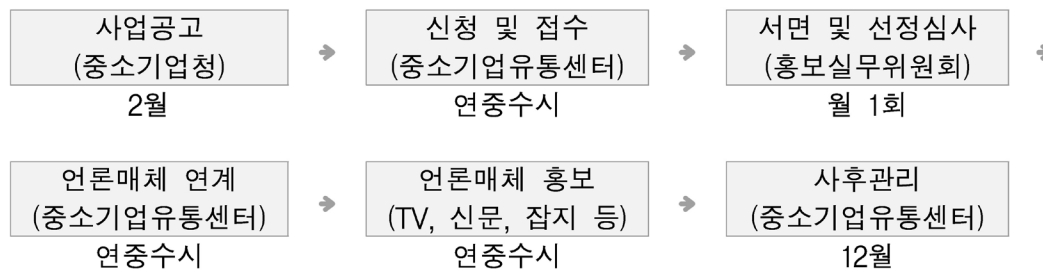 사업공고
(중소기업청)
2월
신청 및 접수
(중소기업유통센터)
연중수시
서면 및 선정심사
(홍보실무위원회)
월 1회
언론매체 연계
(중소기업유통센터)
연중수시
언론매체 홍보
(TV, 신문, 잡지 등)
연중수시
사후관리
(중소기업유통센터)
12월